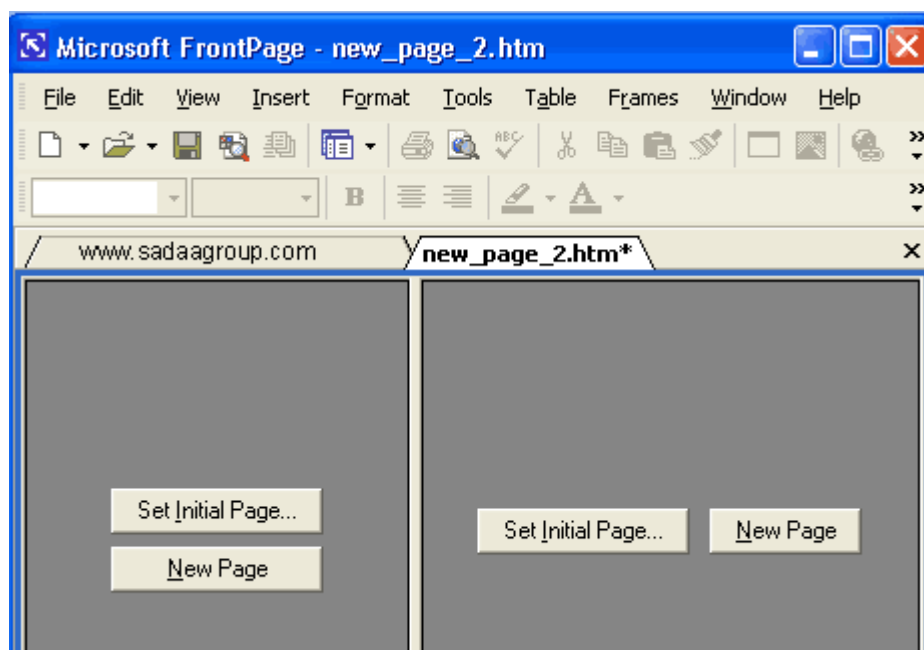 Microsoft FrontPage - new_page_2.htm
File Edit View Insert Format Tools Table Frames Window Help
ABC
B A
www.sadaagroup.com new_page_2.htm*
Set Initial Page...
New Page
Set Initial Page... New Page